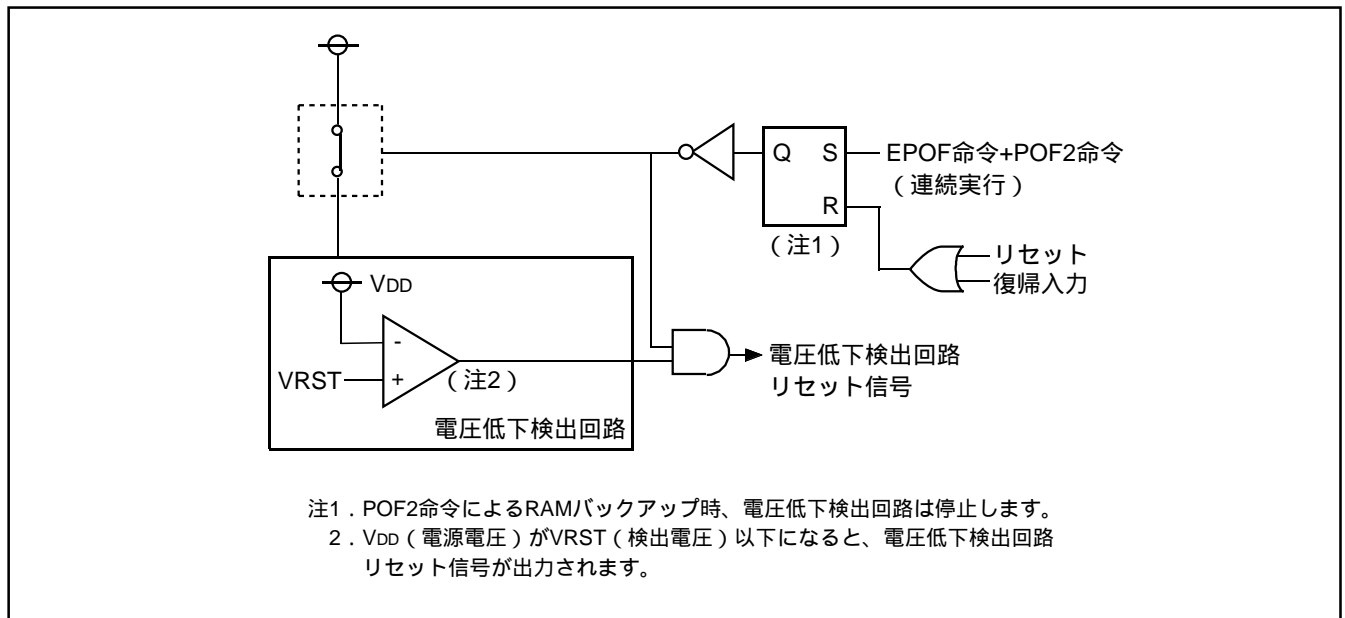 Q S
EPOF命令+POF2命令
（連続実行）
R
（注1）
リセット
復帰入力
VDD
-
VRST
+
（注2）
電圧低下検出回路
電圧低下検出回路
リセット信号
注1．POF2命令によるRAMバックアップ時、電圧低下検出回路は停止します。
2．VDD（電源電圧）がVRST（検出電圧）以下になると、電圧低下検出回路
リセット信号が出力されます。